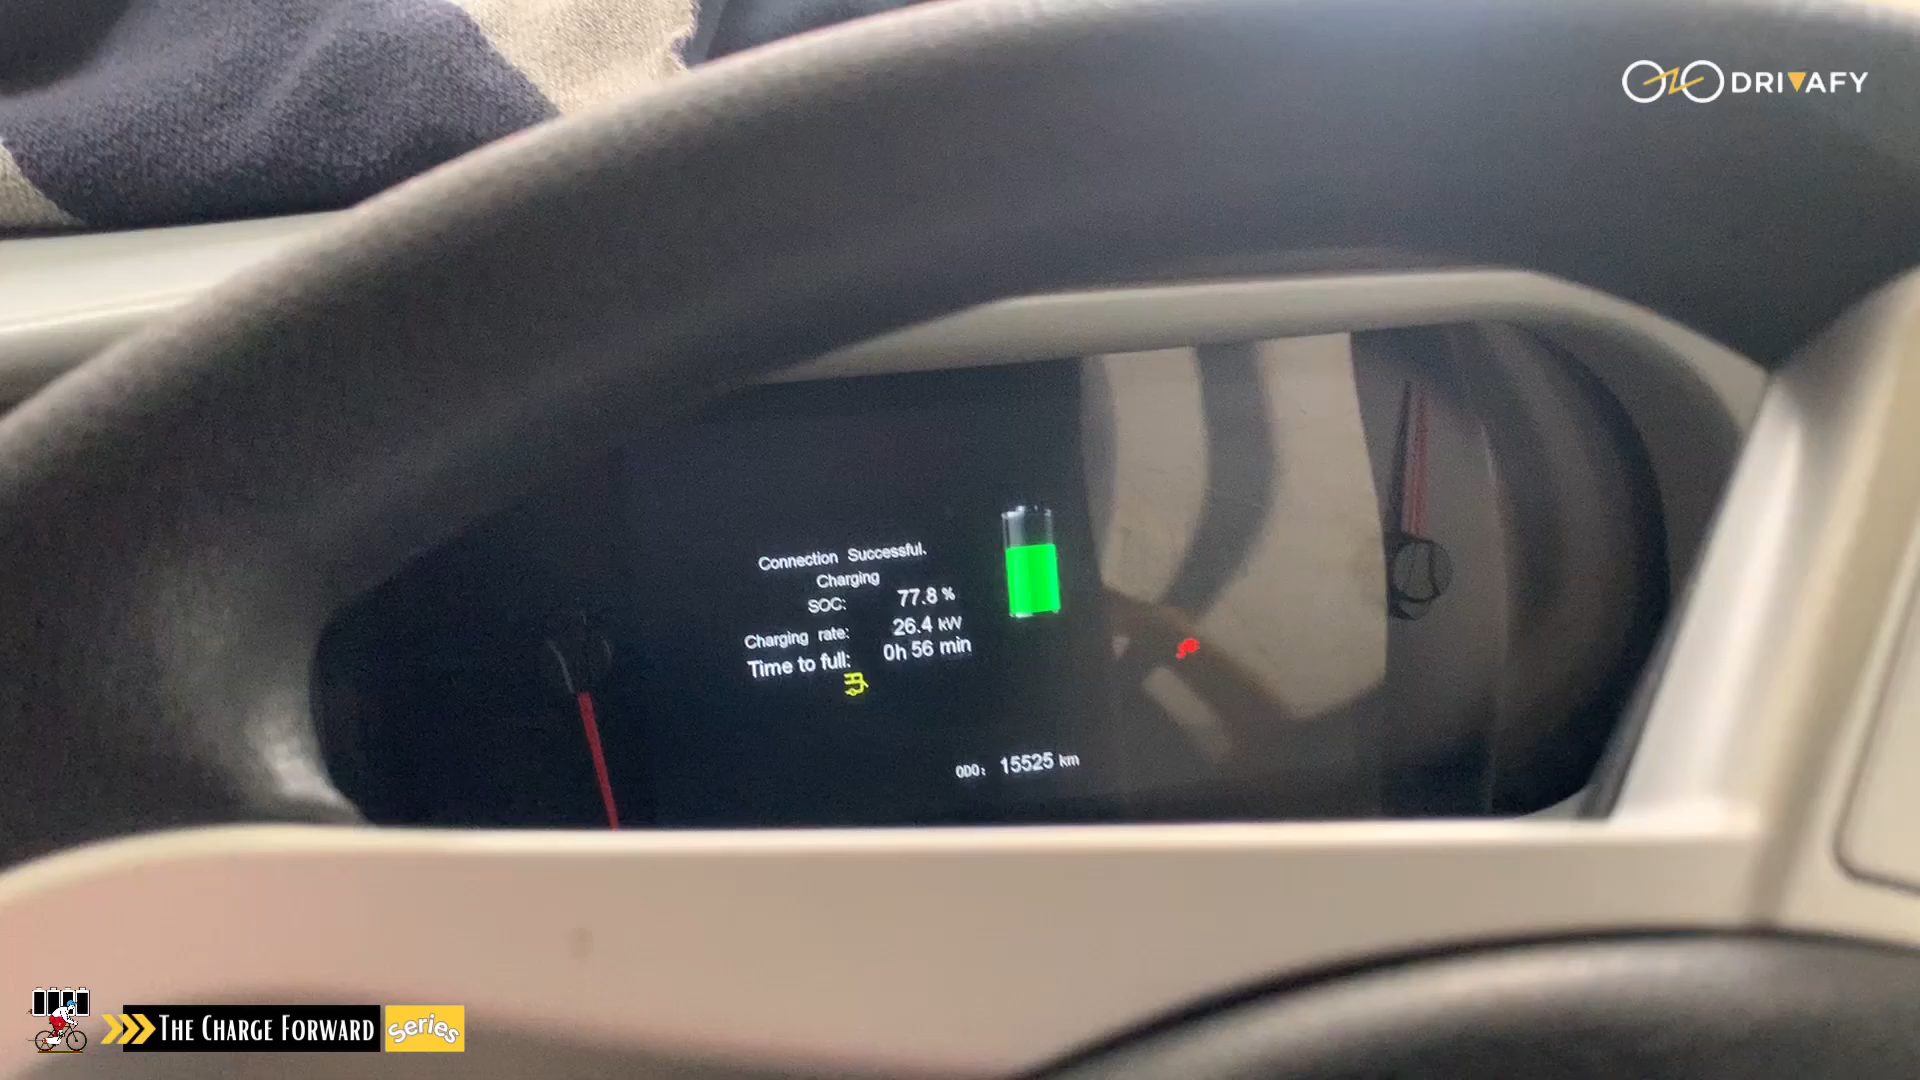 DRIVAFY
Connection Successful.
Charging
SOC: 77.8 %
Charging rate: 26.4 kW
Time to full: 0h 56 min
ODO: 15525 km
THE CHARGE FORWARD Series